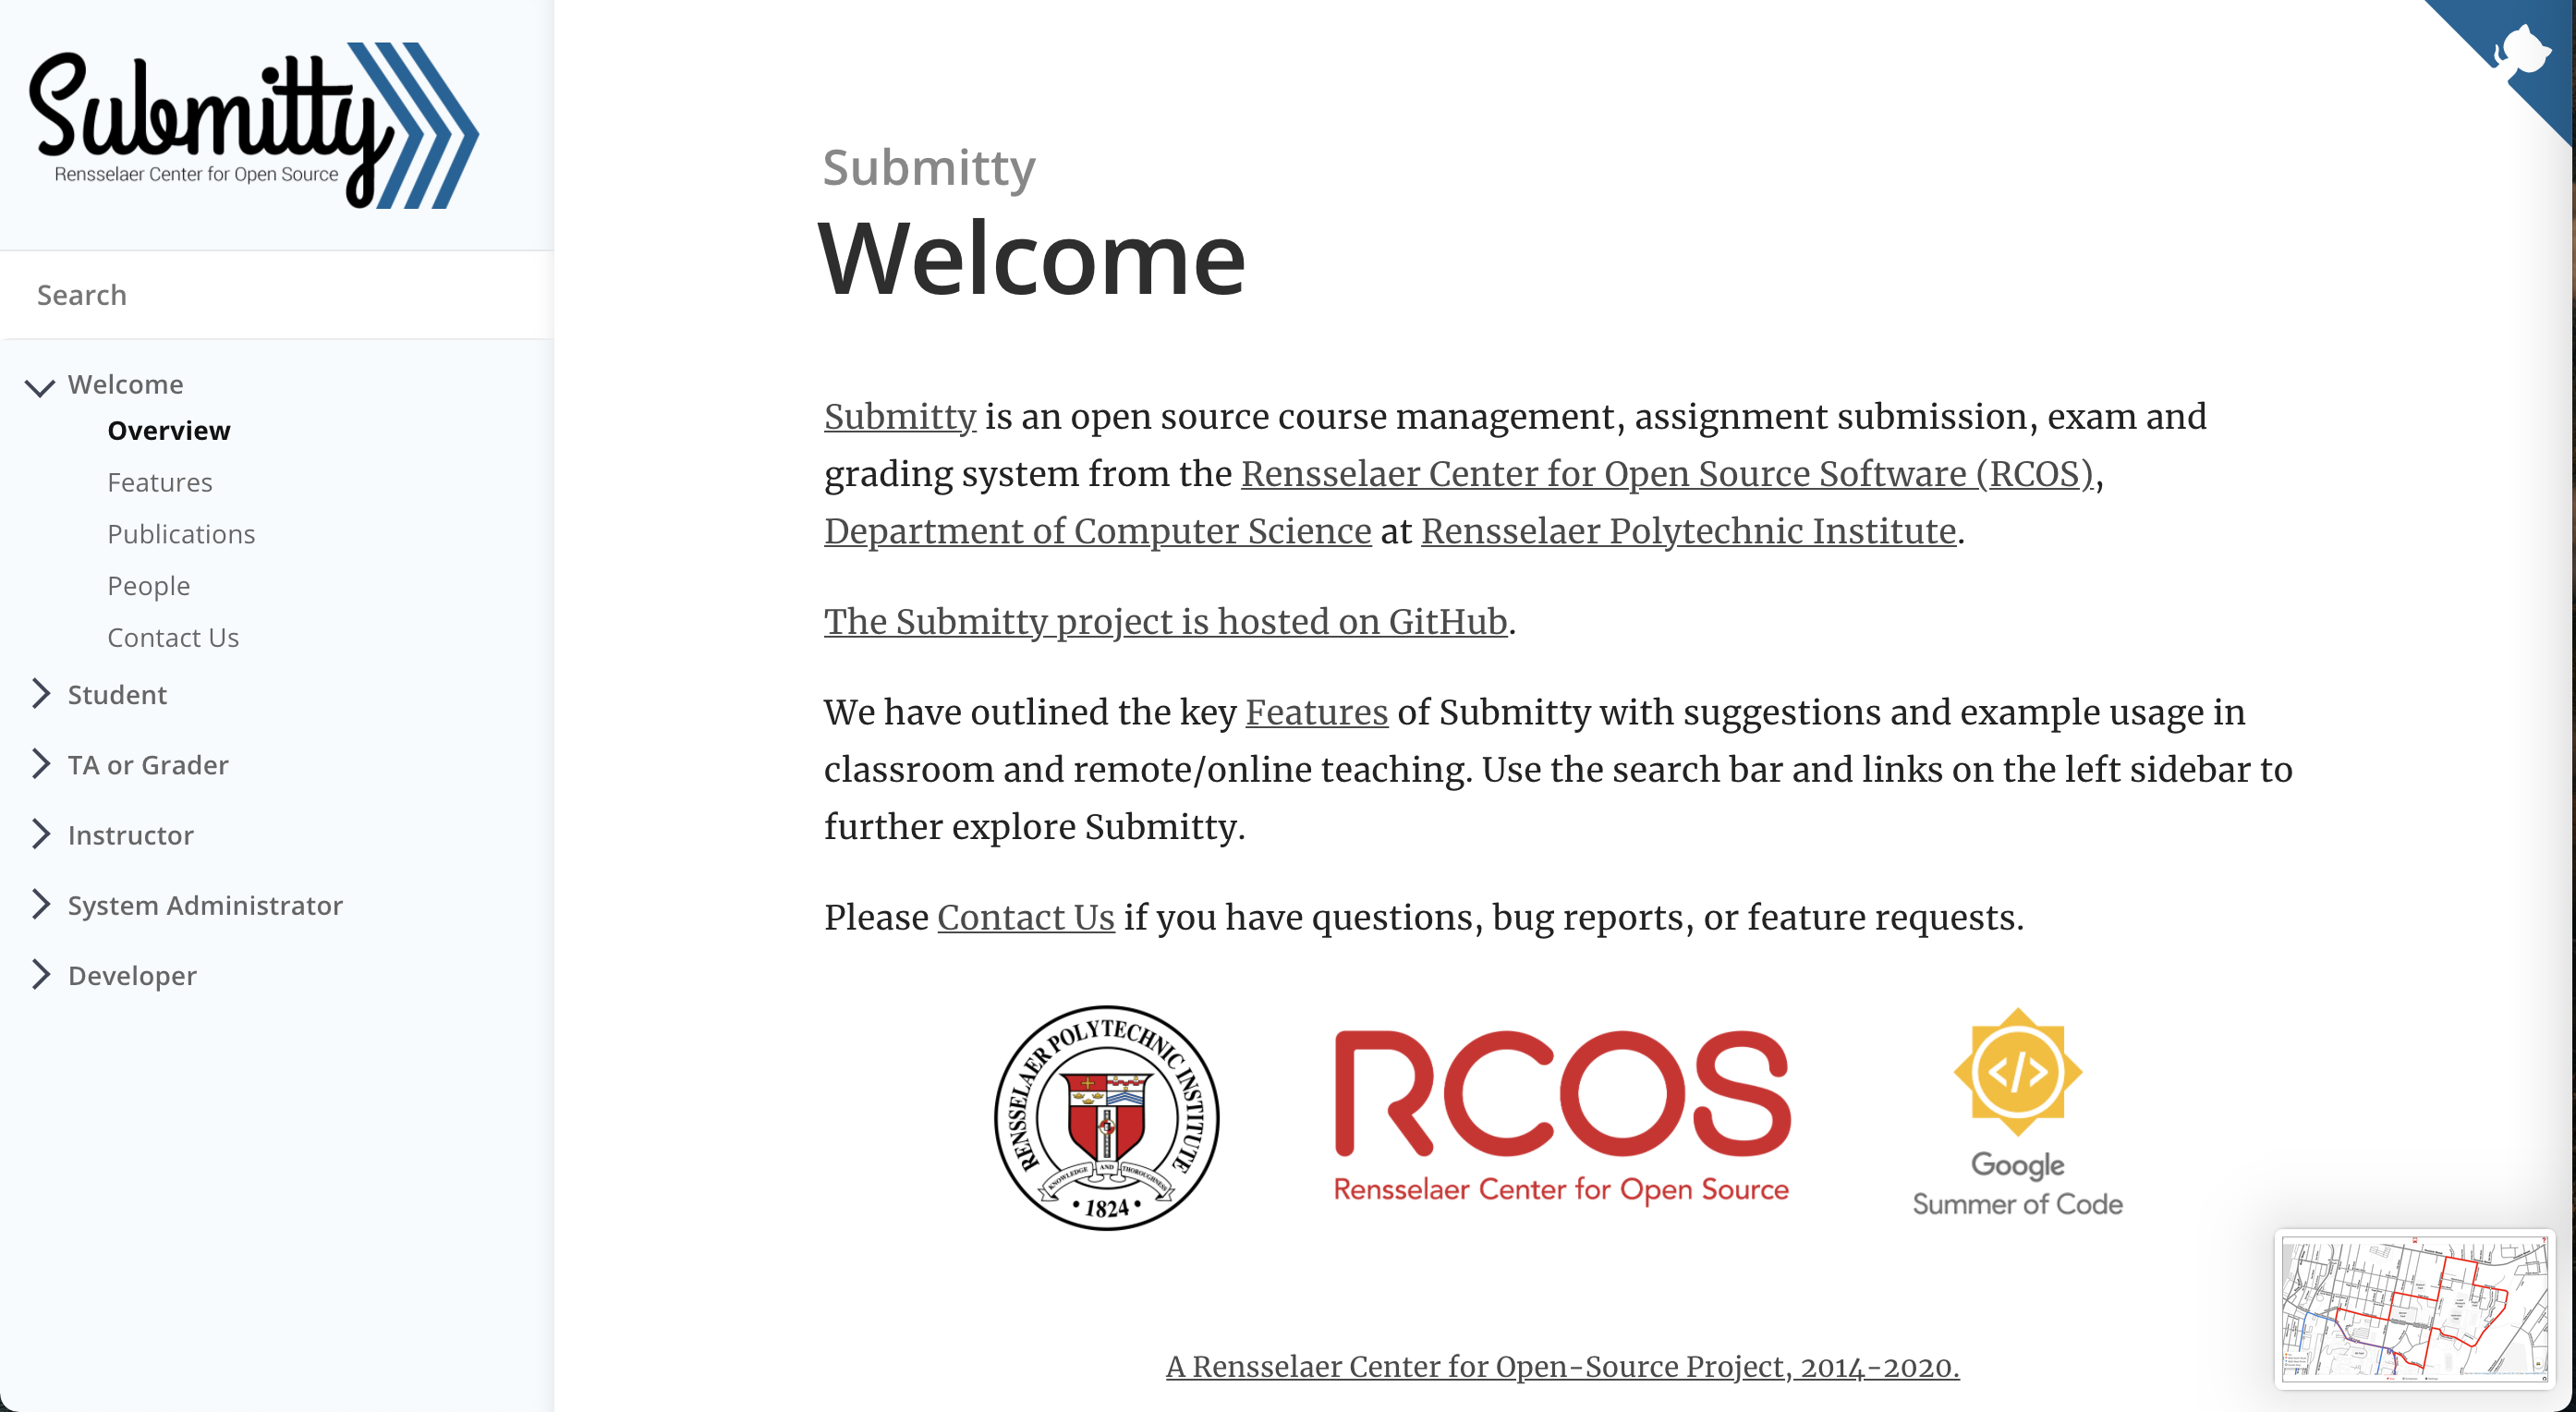 Submitty
Rensselaer Center for Open Source
Search
Welcome
Overview
Features
Publications
People
Contact Us
Student
TA or Grader
Instructor
System Administrator
Developer
Submitty
Welcome
Submitty is an open source course management, assignment submission, exam and
grading system from the Rensselaer Center for Open Source Software (RCOS),
Department of Computer Science at Rensselaer Polytechnic Institute.
The Submitty project is hosted on GitHub.
We have outlined the key Features of Submitty with suggestions and example usage in
classroom and remote/online teaching. Use the search bar and links on the left sidebar to
further explore Submitty.
Please Contact Us if you have questions, bug reports, or feature requests.
RENSSELAER POLYTECHNIC INSTITUTE
KNOWLEDGE AND THOROUGHNESS
• 1824 •
RCOS
Rensselaer Center for Open Source
</>
Google
Summer of Code
A Rensselaer Center for Open-Source Project, 2014-2020.